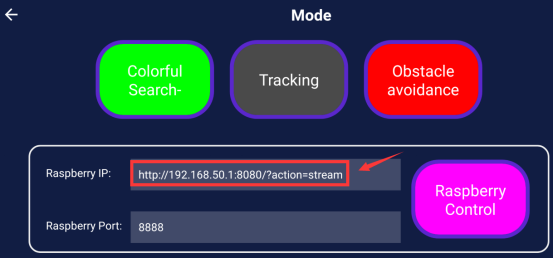 Mode
Colorful
Search-
Tracking
Obstacle
avoidance
Raspberry IP:
http://192.168.50.1:8080/?action=stream
Raspberry
Control
Raspberry Port:
8888